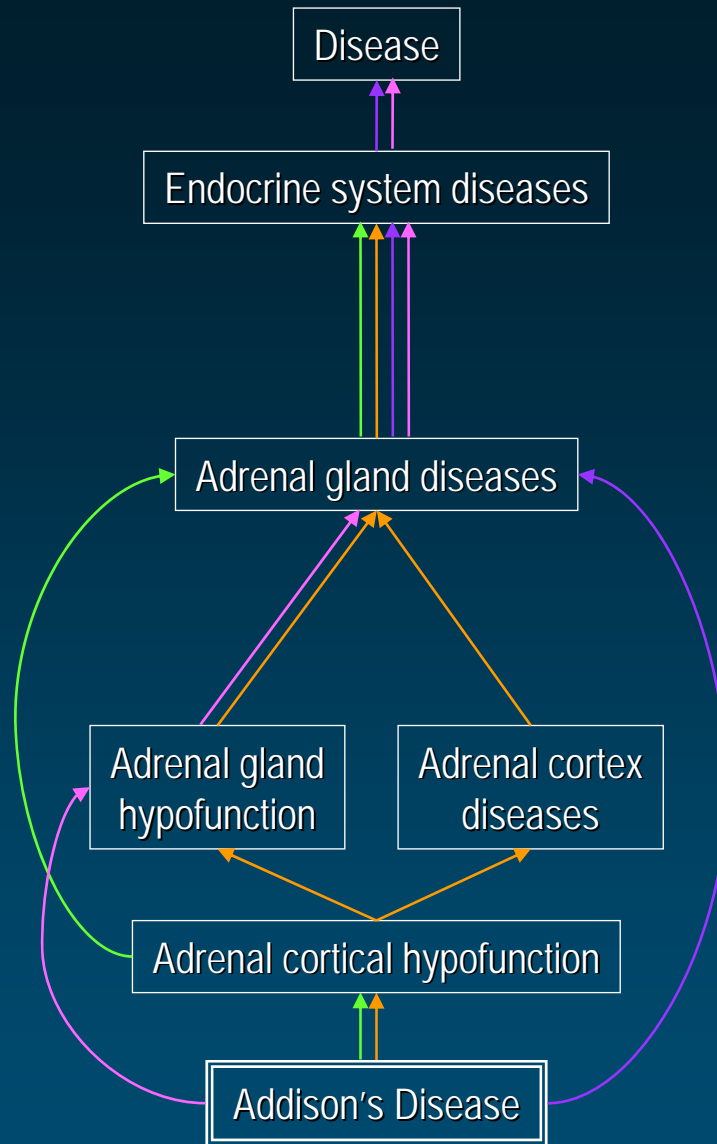 Disease
Endocrine system diseases
Adrenal gland diseases
Adrenal gland
hypofunction
Adrenal cortex
diseases
Adrenal cortical hypofunction
Addison's Disease